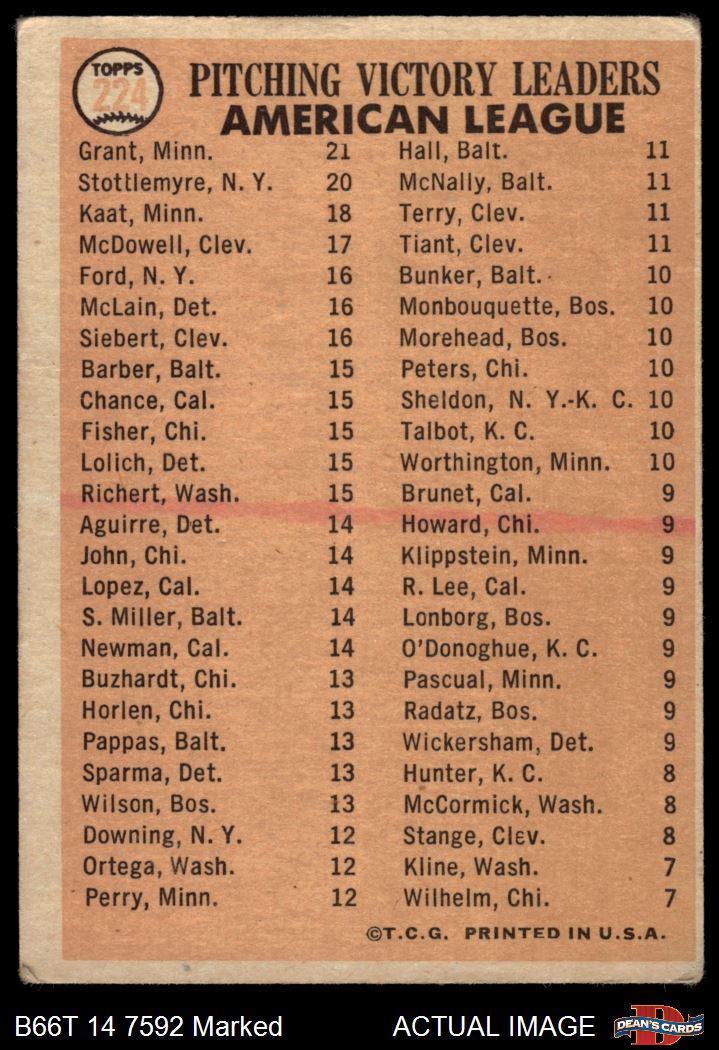 TOPPS
224
PITCHING VICTORY LEADERS
AMERICAN LEAGUE
Grant, Minn. 21
Stottlemyre, N. Y. 20
Kaat, Minn. 18
McDowell, Clev. 17
Ford, N. Y. 16
McLain, Det. 16
Siebert, Clev. 16
Barber, Balt. 15
Chance, Cal. 15
Fisher, Chi. 15
Lolich, Det. 15
Richert, Wash. 15
Aguirre, Det. 14
John, Chi. 14
Lopez, Cal. 14
S. Miller, Balt. 14
Newman, Cal. 14
Buzhardt, Chi. 13
Horlen, Chi. 13
Pappas, Balt. 13
Sparma, Det. 13
Wilson, Bos. 13
Downing, N. Y. 12
Ortega, Wash. 12
Perry, Minn. 12
Hall, Balt. 11
McNally, Balt. 11
Terry, Clev. 11
Tiant, Clev. 11
Bunker, Balt. 10
Monbouquette, Bos. 10
Morehead, Bos. 10
Peters, Chi. 10
Sheldon, N. Y.-K. C. 10
Talbot, K. C. 10
Worthington, Minn. 10
Brunet, Cal. 9
Howard, Chi. 9
Klippstein, Minn. 9
R. Lee, Cal. 9
Lonborg, Bos. 9
O'Donoghue, K. C. 9
Pascual, Minn. 9
Radatz, Bos. 9
Wickersham, Det. 9
Hunter, K. C. 8
McCormick, Wash. 8
Stange, Clev. 8
Kline, Wash. 7
Wilhelm, Chi. 7
©T.C.G. PRINTED IN U.S.A.
B66T 14 7592 Marked ACTUAL IMAGE
D
DEAN'S CARDS